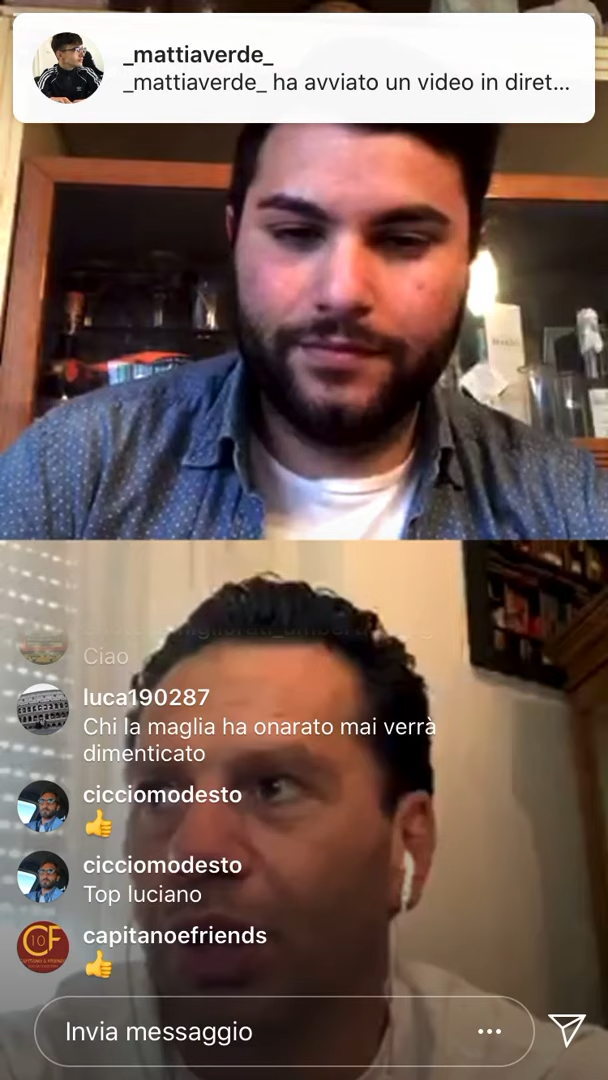 _mattiaverde_
_mattiaverde_ ha avviato un video in diret...
Ciao
luca190287
Chi la maglia ha onarato mai verrà
dimenticato
cicciomodesto
👍
cicciomodesto
Top luciano
capitanoefriends
👍
Invia messaggio